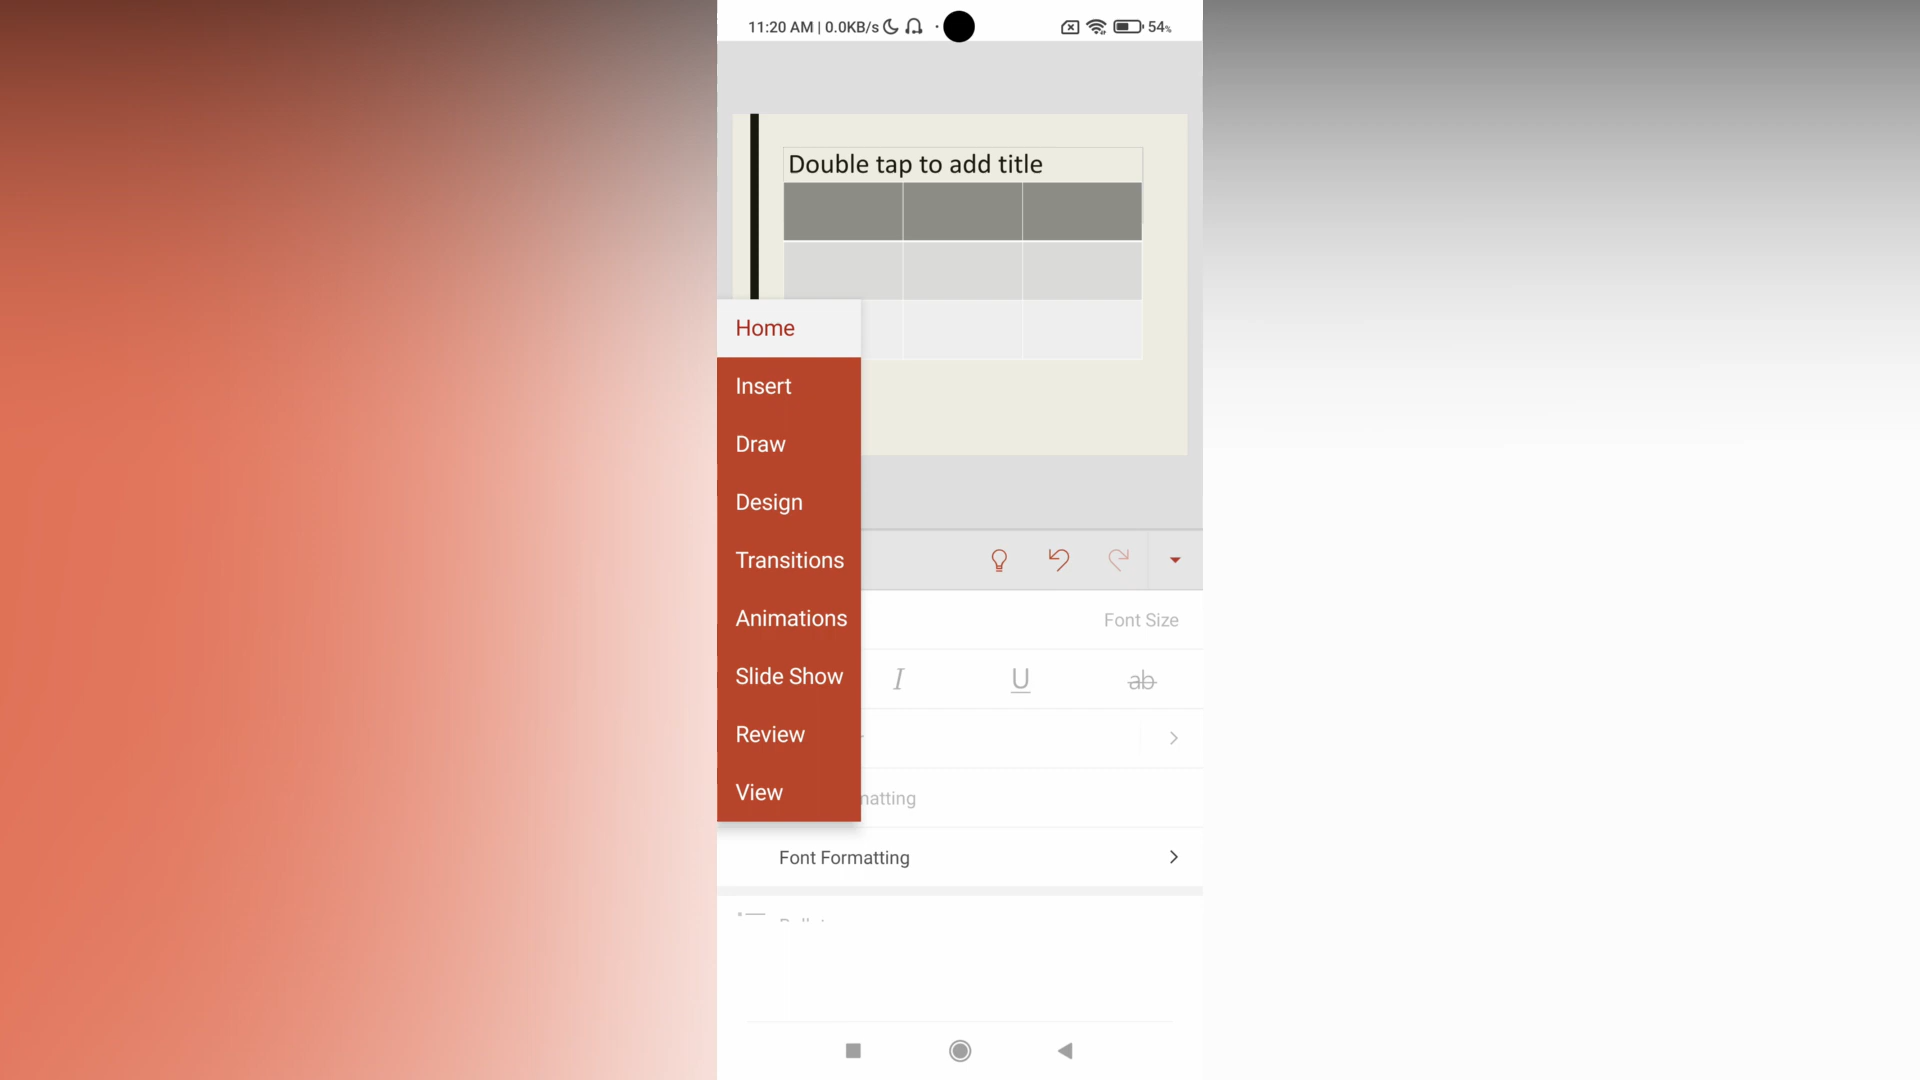 11:20 AM | 0.0KB/s
54%
Double tap to add title
Home
Insert
Draw
Design
Transitions
Animations
Slide Show
Review
View
Font Size
I
U
ab
matting
Font Formatting